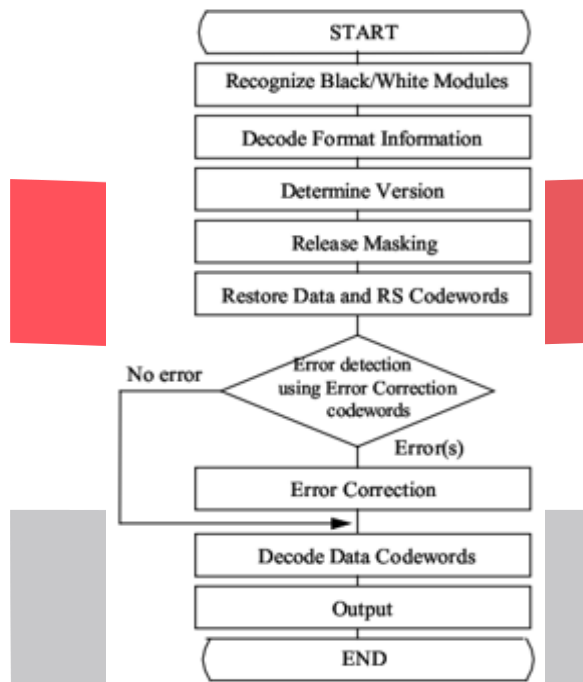 START
Recognize Black/White Modules
Decode Format Information
Determine Version
Release Masking
Restore Data and RS Codewords
Error detection
using Error Correction
codewords
No error
Error(s)
Error Correction
Decode Data Codewords
Output
END